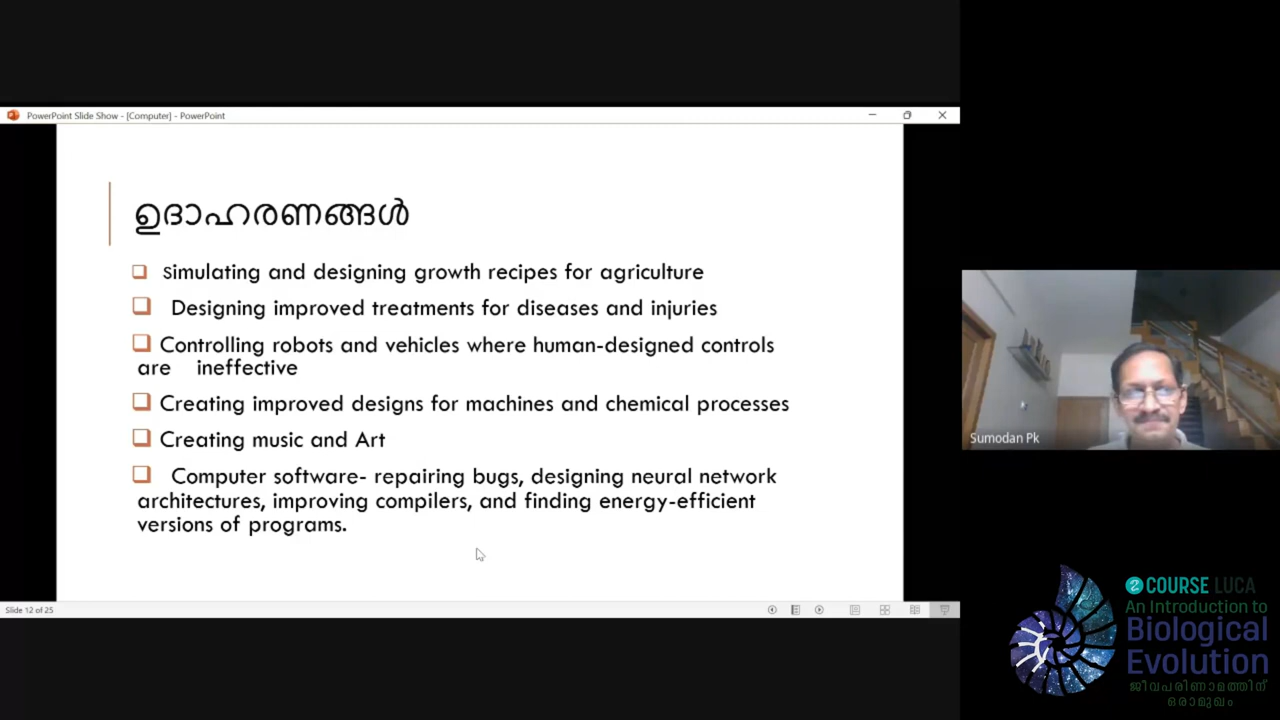 PowerPoint Slide Show - [Computer] - PowerPoint
ഉദാഹരണങ്ങൾ
❑ Simulating and designing growth recipes for agriculture
❑ Designing improved treatments for diseases and injuries
❑ Controlling robots and vehicles where human-designed controls
are ineffective
❑ Creating improved designs for machines and chemical processes
❑ Creating music and Art
❑ Computer software- repairing bugs, designing neural network
architectures, improving compilers, and finding energy-efficient
versions of programs.
Slide 12 of 25
Sumodan Pk
2 COURSE LUCA
An Introduction to
Biological
Evolution
ജീവപരിണാമത്തിന്
ഒരാമുഖം